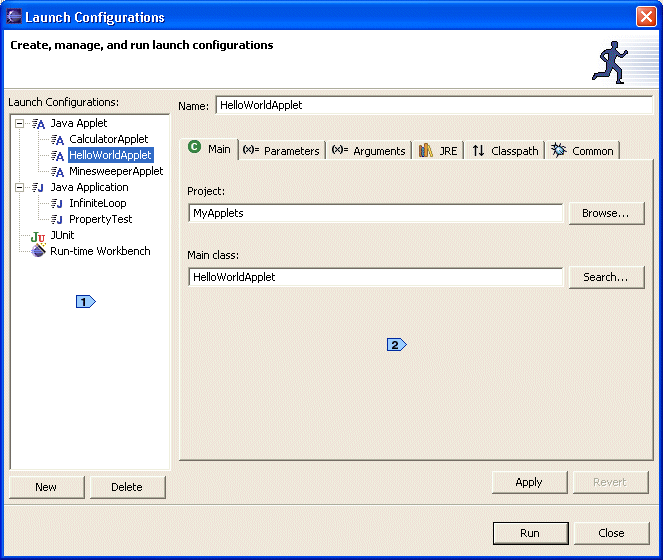 Launch Configurations
Create, manage, and run launch configurations
Launch Configurations:
Name: HelloWorldApplet
Java Applet
CalculatorApplet
HelloWorldApplet
MinesweeperApplet
Java Application
InfiniteLoop
PropertyTest
JUnit
Run-time Workbench
1
Main (x)= Parameters (x)= Arguments JRE Classpath Common
Project:
MyApplets Browse...
Main class:
HelloWorldApplet Search...
2
New Delete
Apply Revert
Run Close